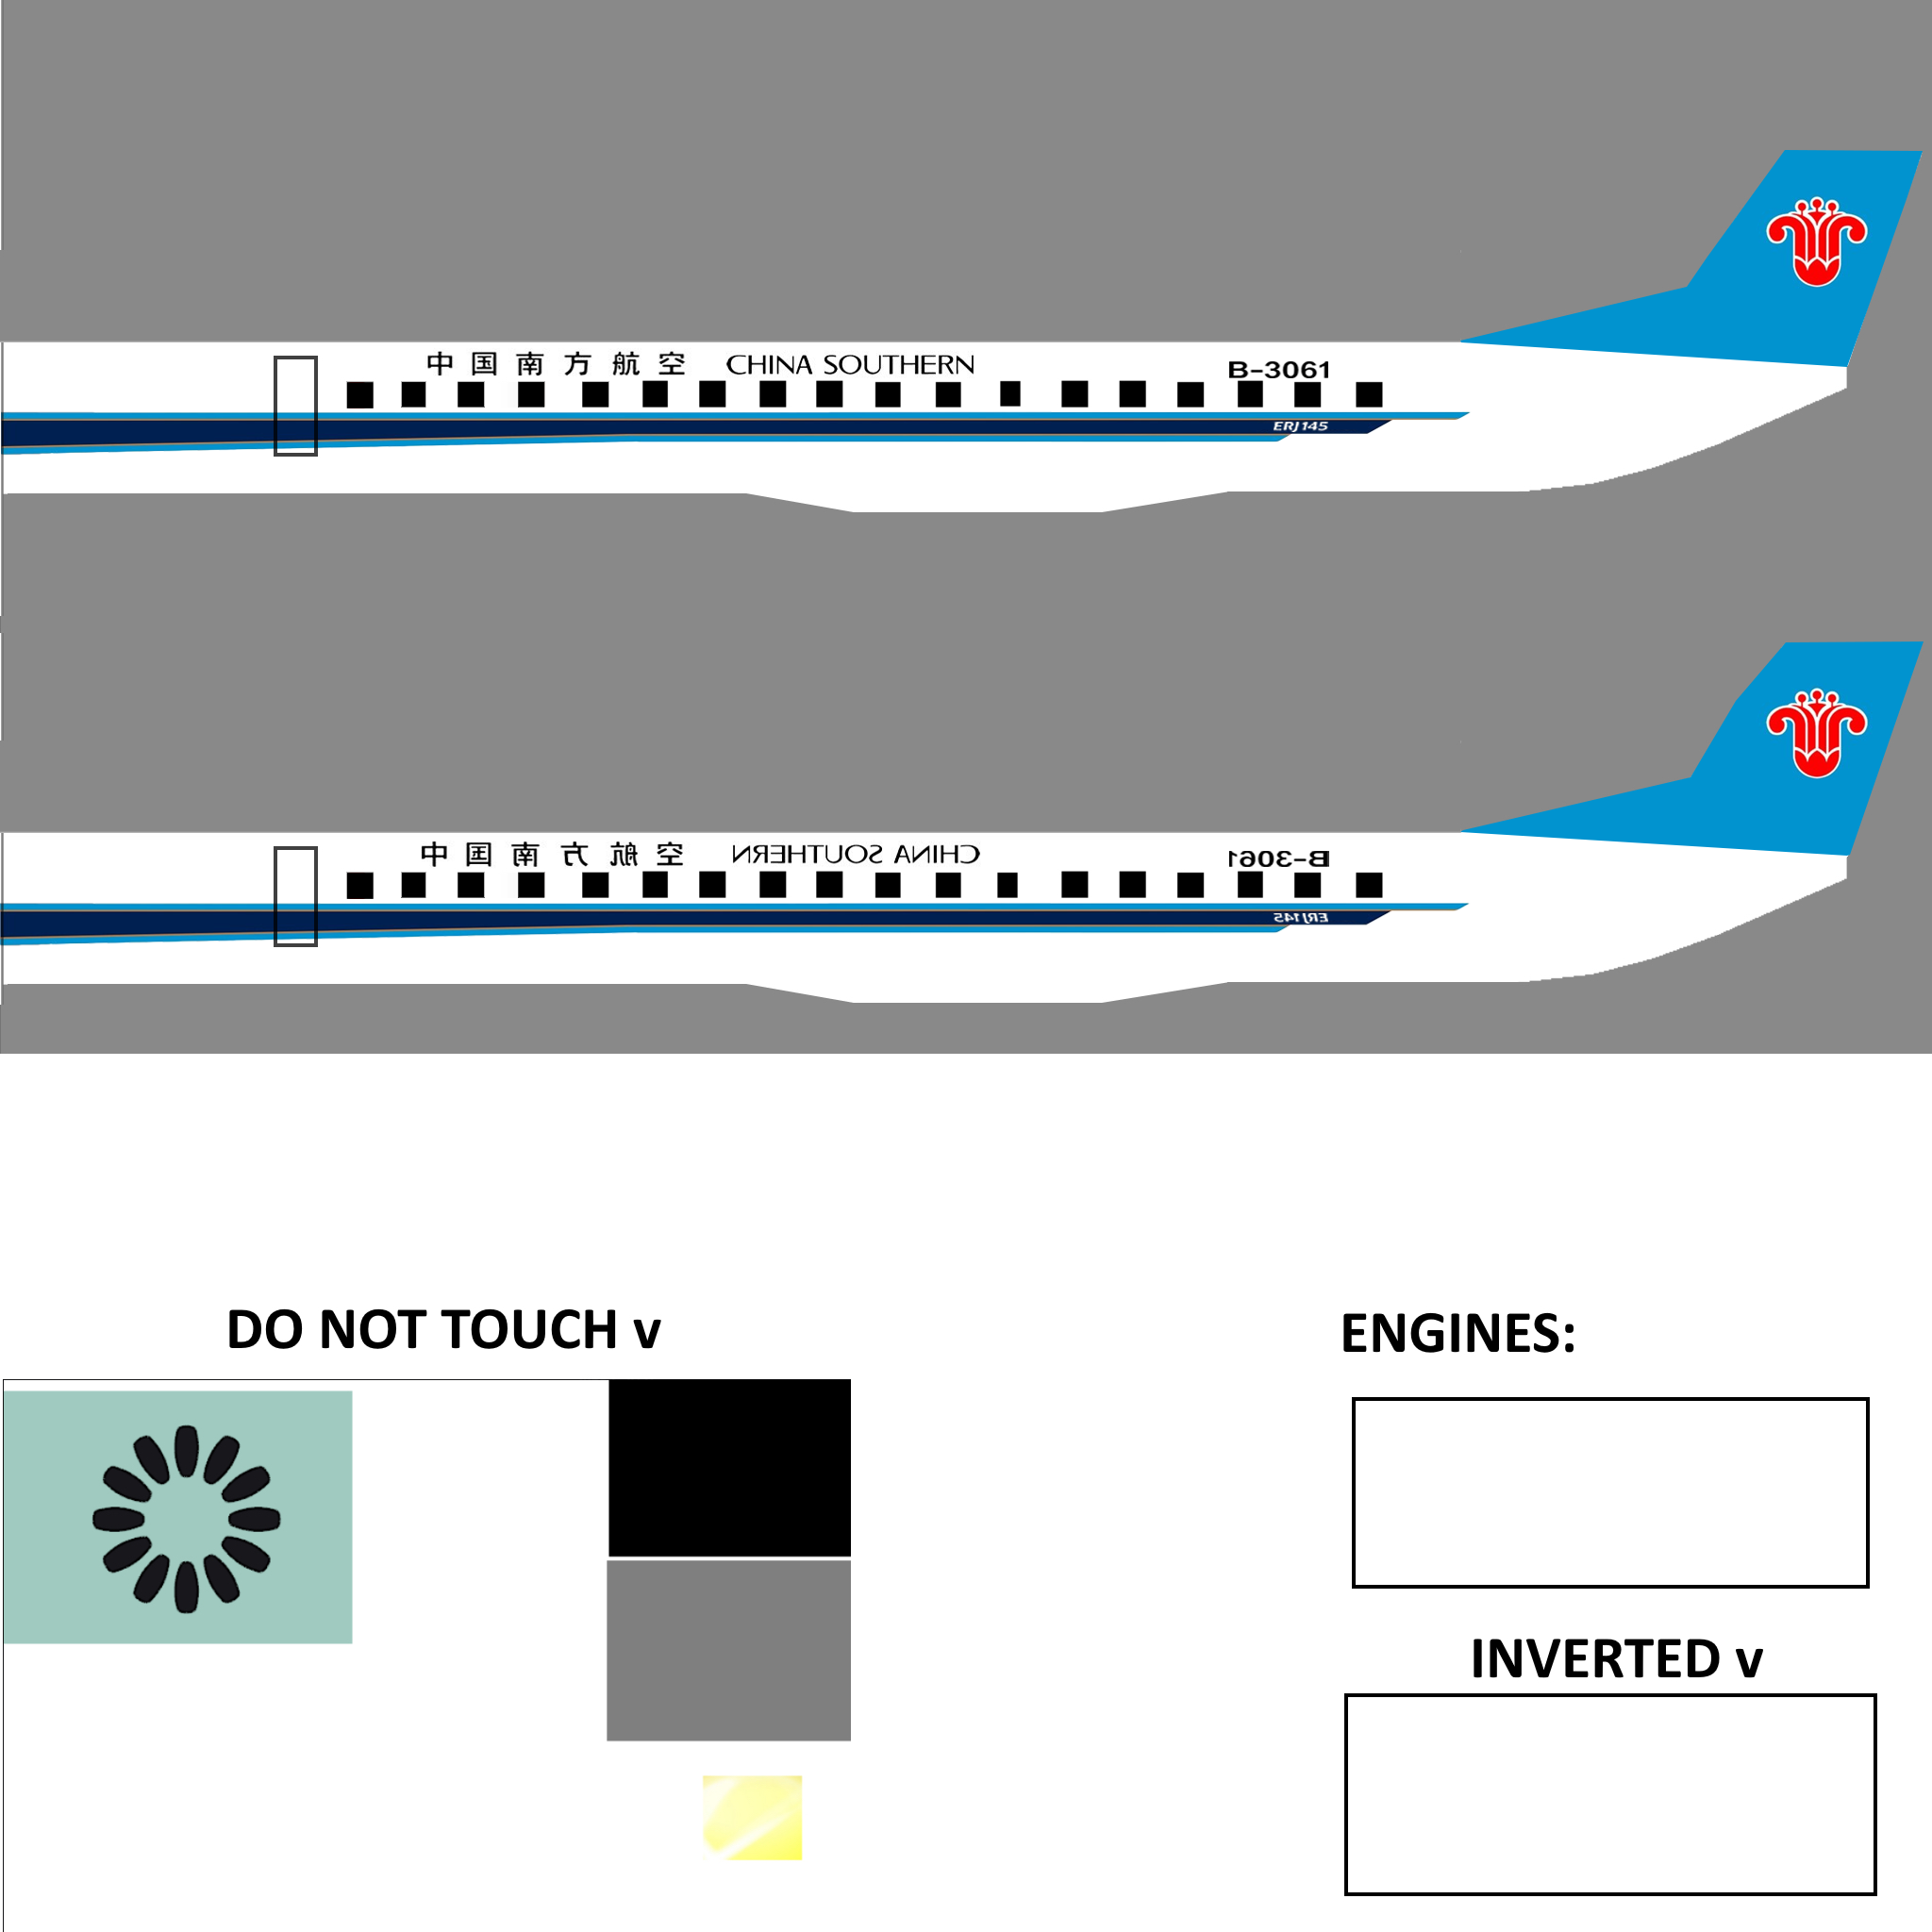 中国南方航空 CHINA SOUTHERN
B-3061
ERJ145
中国南方航空 CHINA SOUTHERN
B-3061
ERJ145
DO NOT TOUCH v
ENGINES:
INVERTED v